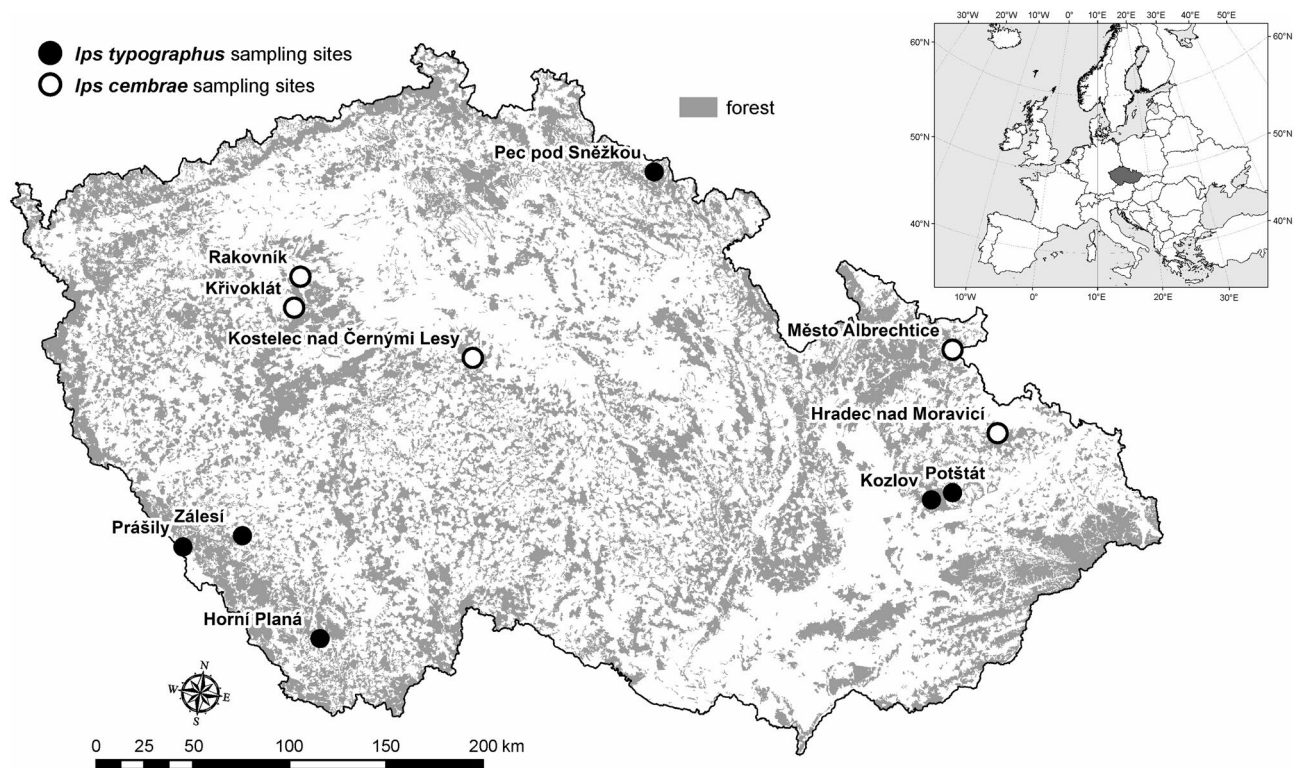 Ips typographus sampling sites
Ips cembrae sampling sites
forest
30°W 20°W 10°W 0° 10°E 20°E 30°E 40°E 50°E
60°N 60°N
50°N 50°N
40°N 40°N
10°W 0° 10°E 20°E 30°E
Pec pod Sněžkou
Rakovník
Křivoklát
Kostelec nad Černými Lesy
Město Albrechtice
Hradec nad Moravicí
Potštát
Kozlov
Zálesí
Prášily
Horní Planá
N
W E
S
0 25 50 100 150 200 km